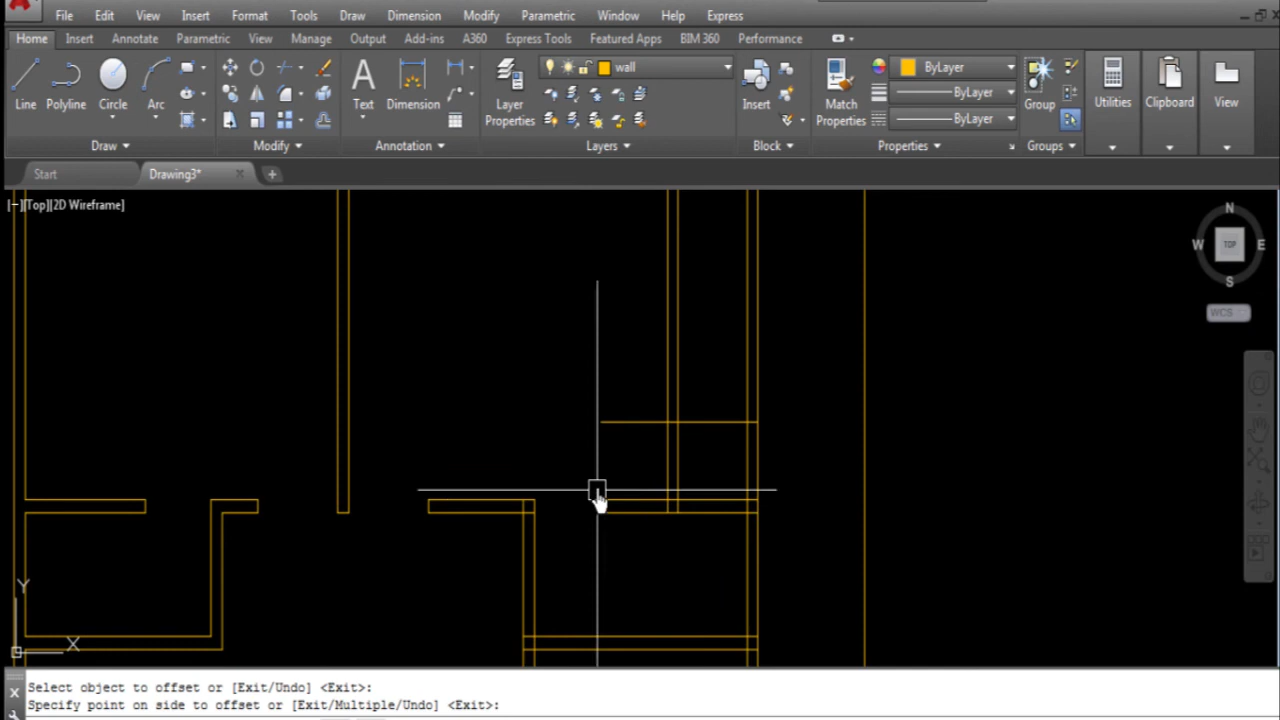 File Edit View Insert Format Tools Draw Dimension Modify Parametric Window Help Express
Home Insert Annotate Parametric View Manage Output Add-ins A360 Express Tools Featured Apps BIM 360 Performance
wall
ByLayer
ByLayer
ByLayer
Line Polyline Circle Arc
Text Dimension
Layer
Properties
Insert
Match
Properties
Group
Utilities Clipboard View
Draw Modify Annotation Layers Block Properties Groups
Start Drawing3*
[−][Top][2D Wireframe]
N
W TOP E
S
WCS
Y
X
Select object to offset or [Exit/Undo] <Exit>:
Specify point on side to offset or [Exit/Multiple/Undo] <Exit>: